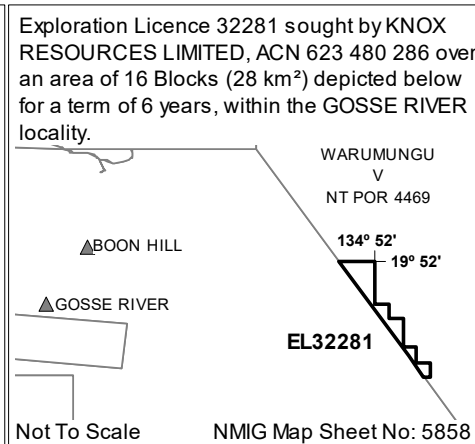 Exploration Licence 32281 sought by KNOX
RESOURCES LIMITED, ACN 623 480 286 over
an area of 16 Blocks (28 km²) depicted below
for a term of 6 years, within the GOSSE RIVER
locality.
WARUMUNGU
V
NT POR 4469
134° 52'
19° 52'
BOON HILL
GOSSE RIVER
EL32281
Not To Scale NMIG Map Sheet No: 5858